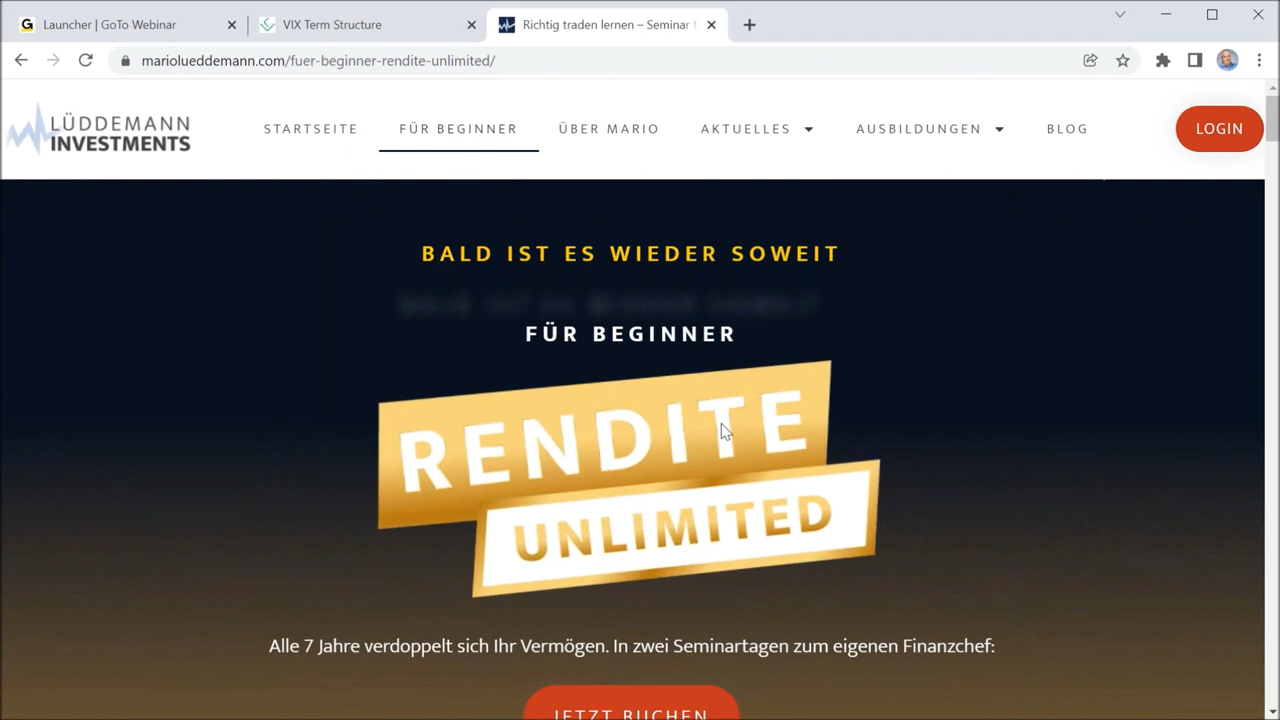 Launcher | GoTo Webinar
VIX Term Structure
Richtig traden lernen – Seminar f
mariolueddemann.com/fuer-beginner-rendite-unlimited/
LÜDDEMANN
INVESTMENTS
STARTSEITE
FÜR BEGINNER
ÜBER MARIO
AKTUELLES
AUSBILDUNGEN
BLOG
LOGIN
BALD IST ES WIEDER SOWEIT
FÜR BEGINNER
RENDITE
UNLIMITED
Alle 7 Jahre verdoppelt sich Ihr Vermögen. In zwei Seminartagen zum eigenen Finanzchef:
JETZT BUCHEN